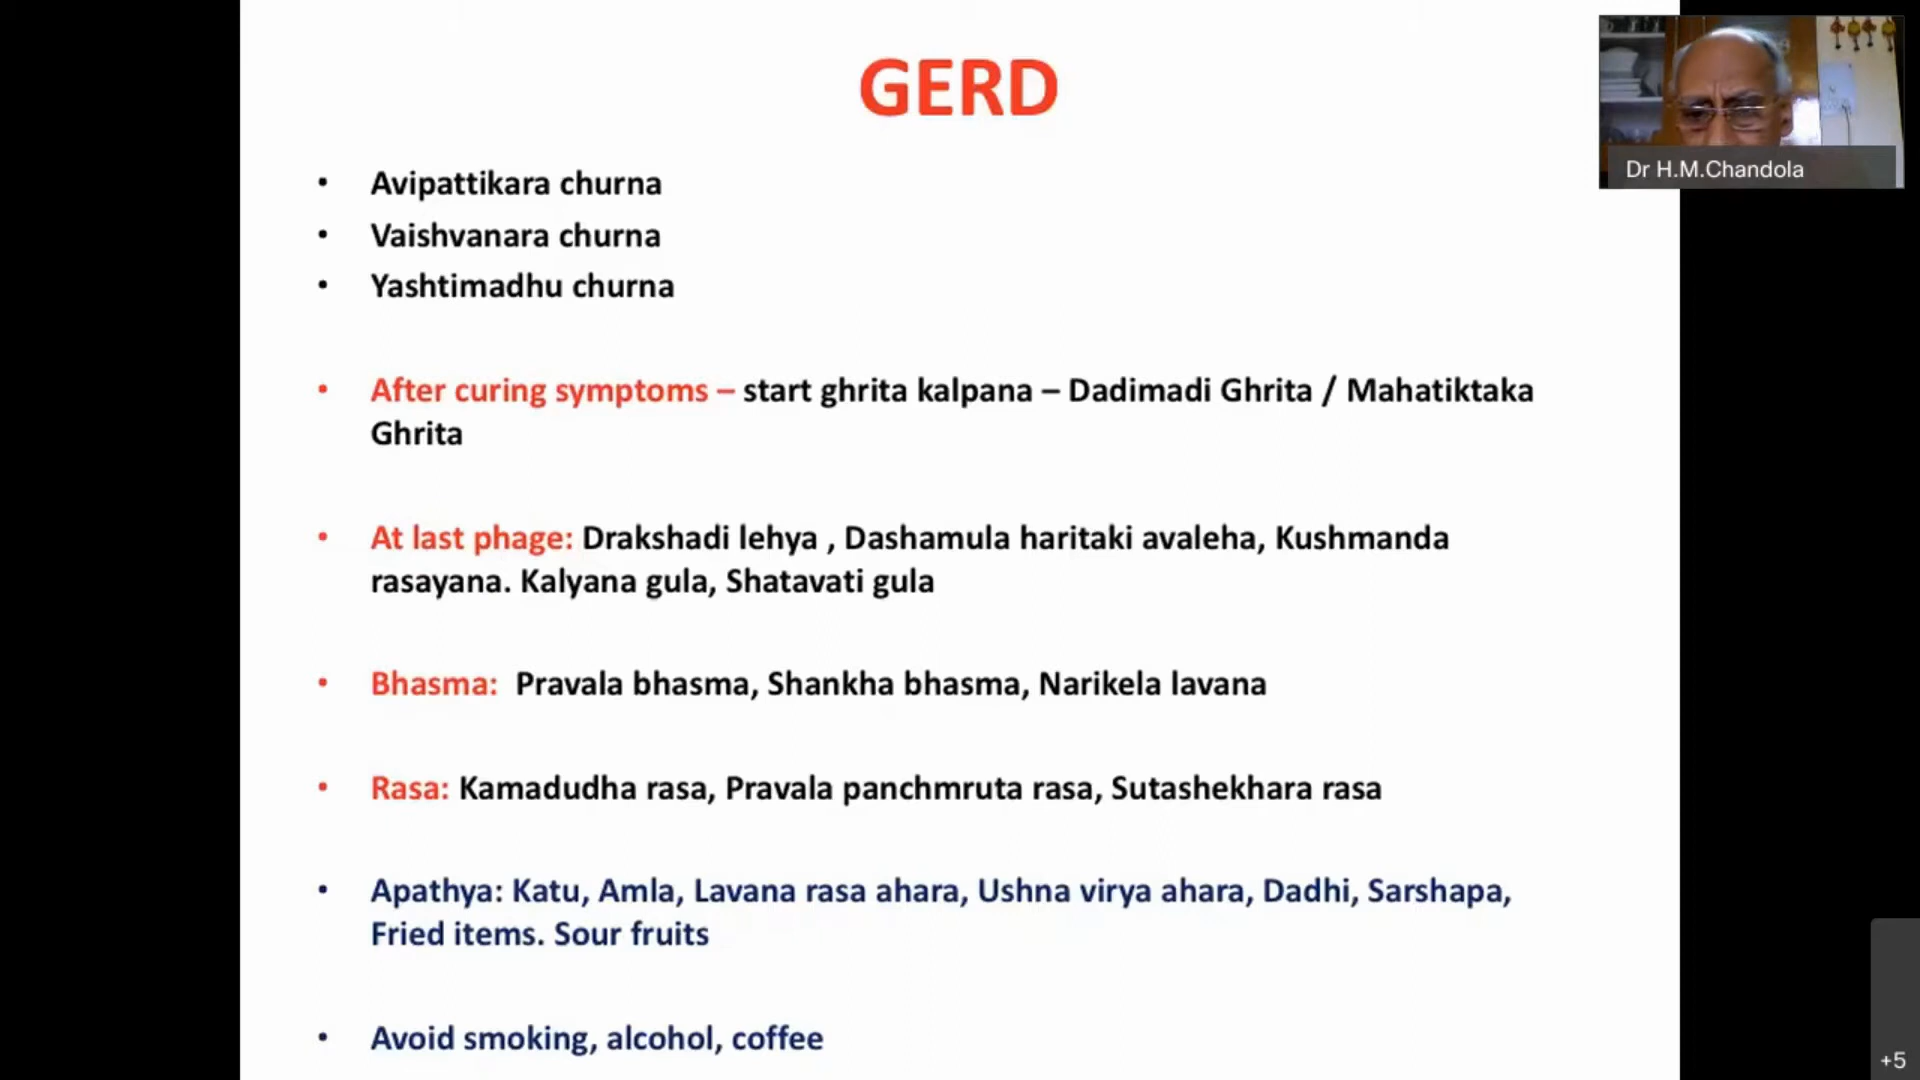 GERD
Dr H.M.Chandola
• Avipattikara churna
• Vaishvanara churna
• Yashtimadhu churna
• After curing symptoms – start ghrita kalpana – Dadimadi Ghrita / Mahatiktaka
Ghrita
• At last phage: Drakshadi lehya , Dashamula haritaki avaleha, Kushmanda
rasayana. Kalyana gula, Shatavati gula
• Bhasma: Pravala bhasma, Shankha bhasma, Narikela lavana
• Rasa: Kamadudha rasa, Pravala panchmruta rasa, Sutashekhara rasa
• Apathya: Katu, Amla, Lavana rasa ahara, Ushna virya ahara, Dadhi, Sarshapa,
Fried items. Sour fruits
• Avoid smoking, alcohol, coffee
+5